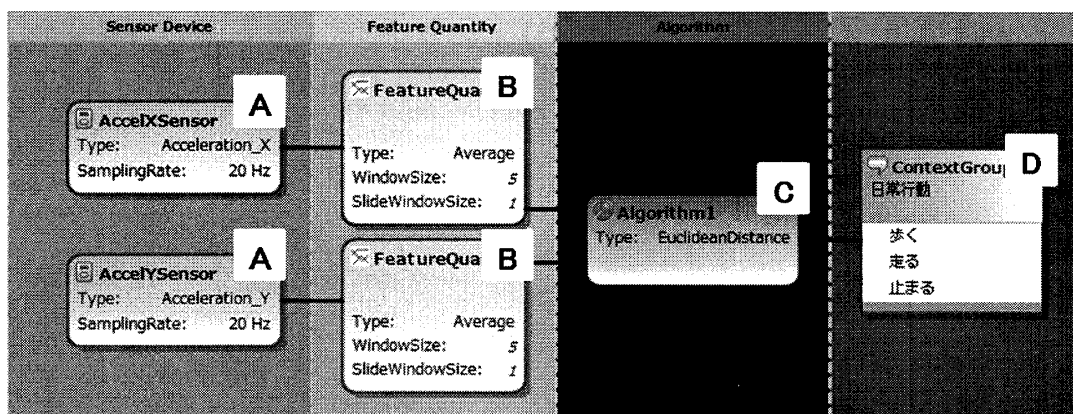 Sensor Device
Feature Quantity
Algorithm
A
AccelXSensor
Type: Acceleration_X
SamplingRate: 20 Hz
B
FeatureQua
Type: Average
WindowSize: 5
SlideWindowSize: 1
A
AccelYSensor
Type: Acceleration_Y
SamplingRate: 20 Hz
B
FeatureQua
Type: Average
WindowSize: 5
SlideWindowSize: 1
C
Algorithm1
Type: EuclideanDistance
D
ContextGroup
日常行動
歩く
走る
止まる